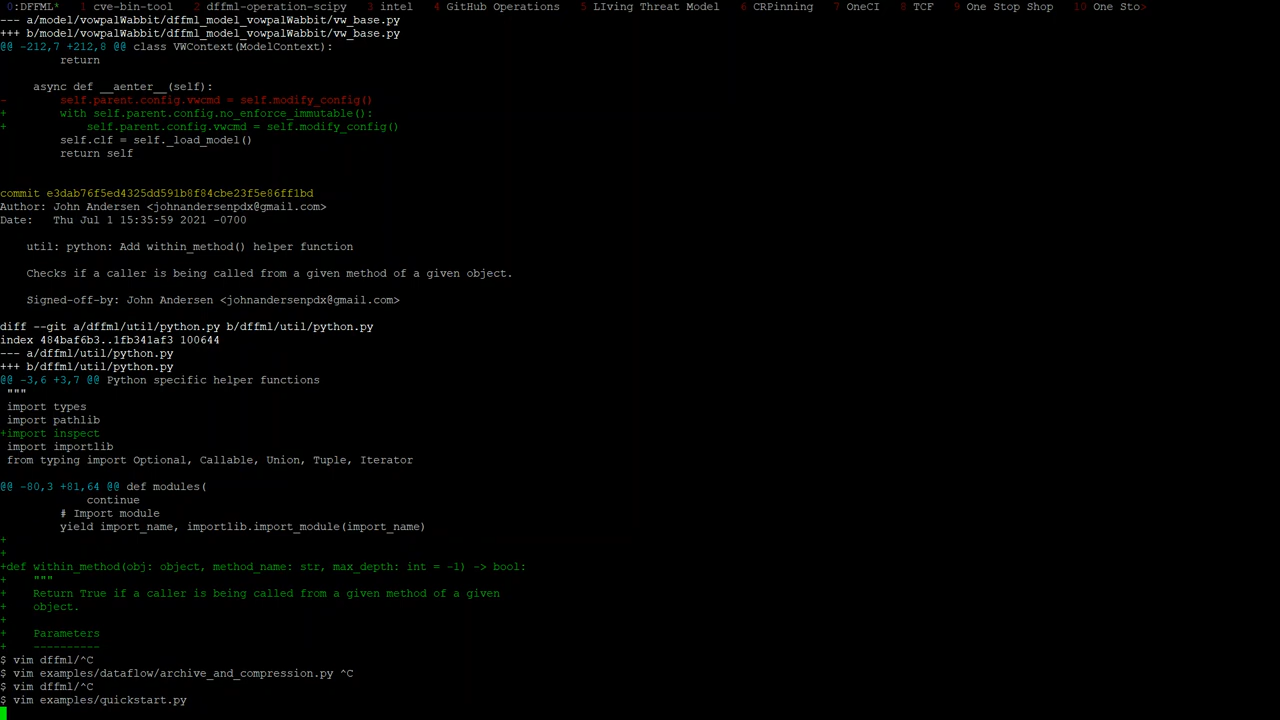 0:DFFML* 1 cve-bin-tool 2 dffml-operation-scipy 3 intel 4 GitHub Operations 5 LIving Threat Model 6 CRPinning 7 OneCI 8 TCF 9 One Stop Shop 10 One Sto>
--- a/model/vowpalWabbit/dffml_model_vowpalWabbit/vw_base.py
+++ b/model/vowpalWabbit/dffml_model_vowpalWabbit/vw_base.py
@@ -212,7 +212,8 @@ class VWContext(ModelContext):
         return

     async def __aenter__(self):
-        self.parent.config.vwcmd = self.modify_config()
+        with self.parent.config.no_enforce_immutable():
+            self.parent.config.vwcmd = self.modify_config()
         self.clf = self._load_model()
         return self

commit e3dab76f5ed4325dd591b8f84cbe23f5e86ff1bd
Author: John Andersen <johnandersenpdx@gmail.com>
Date:   Thu Jul 1 15:35:59 2021 -0700

    util: python: Add within_method() helper function

    Checks if a caller is being called from a given method of a given object.

    Signed-off-by: John Andersen <johnandersenpdx@gmail.com>

diff --git a/dffml/util/python.py b/dffml/util/python.py
index 484baf6b3..1fb341af3 100644
--- a/dffml/util/python.py
+++ b/dffml/util/python.py
@@ -3,6 +3,7 @@ Python specific helper functions
 """
 import types
 import pathlib
+import inspect
 import importlib
 from typing import Optional, Callable, Union, Tuple, Iterator

@@ -80,3 +81,64 @@ def modules(
             continue
         # Import module
         yield import_name, importlib.import_module(import_name)
+
+
+def within_method(obj: object, method_name: str, max_depth: int = -1) -> bool:
+    """
+    Return True if a caller is being called from a given method of a given
+    object.
+
+    Parameters
+    ----------
$ vim dffml/^C
$ vim examples/dataflow/archive_and_compression.py ^C
$ vim dffml/^C
$ vim examples/quickstart.py